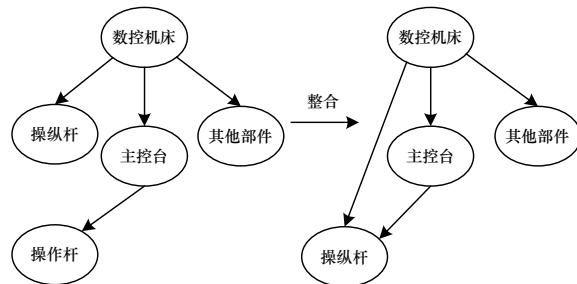 数控机床
操纵杆
主控台
其他部件
操作杆
整合
数控机床
主控台
其他部件
操纵杆